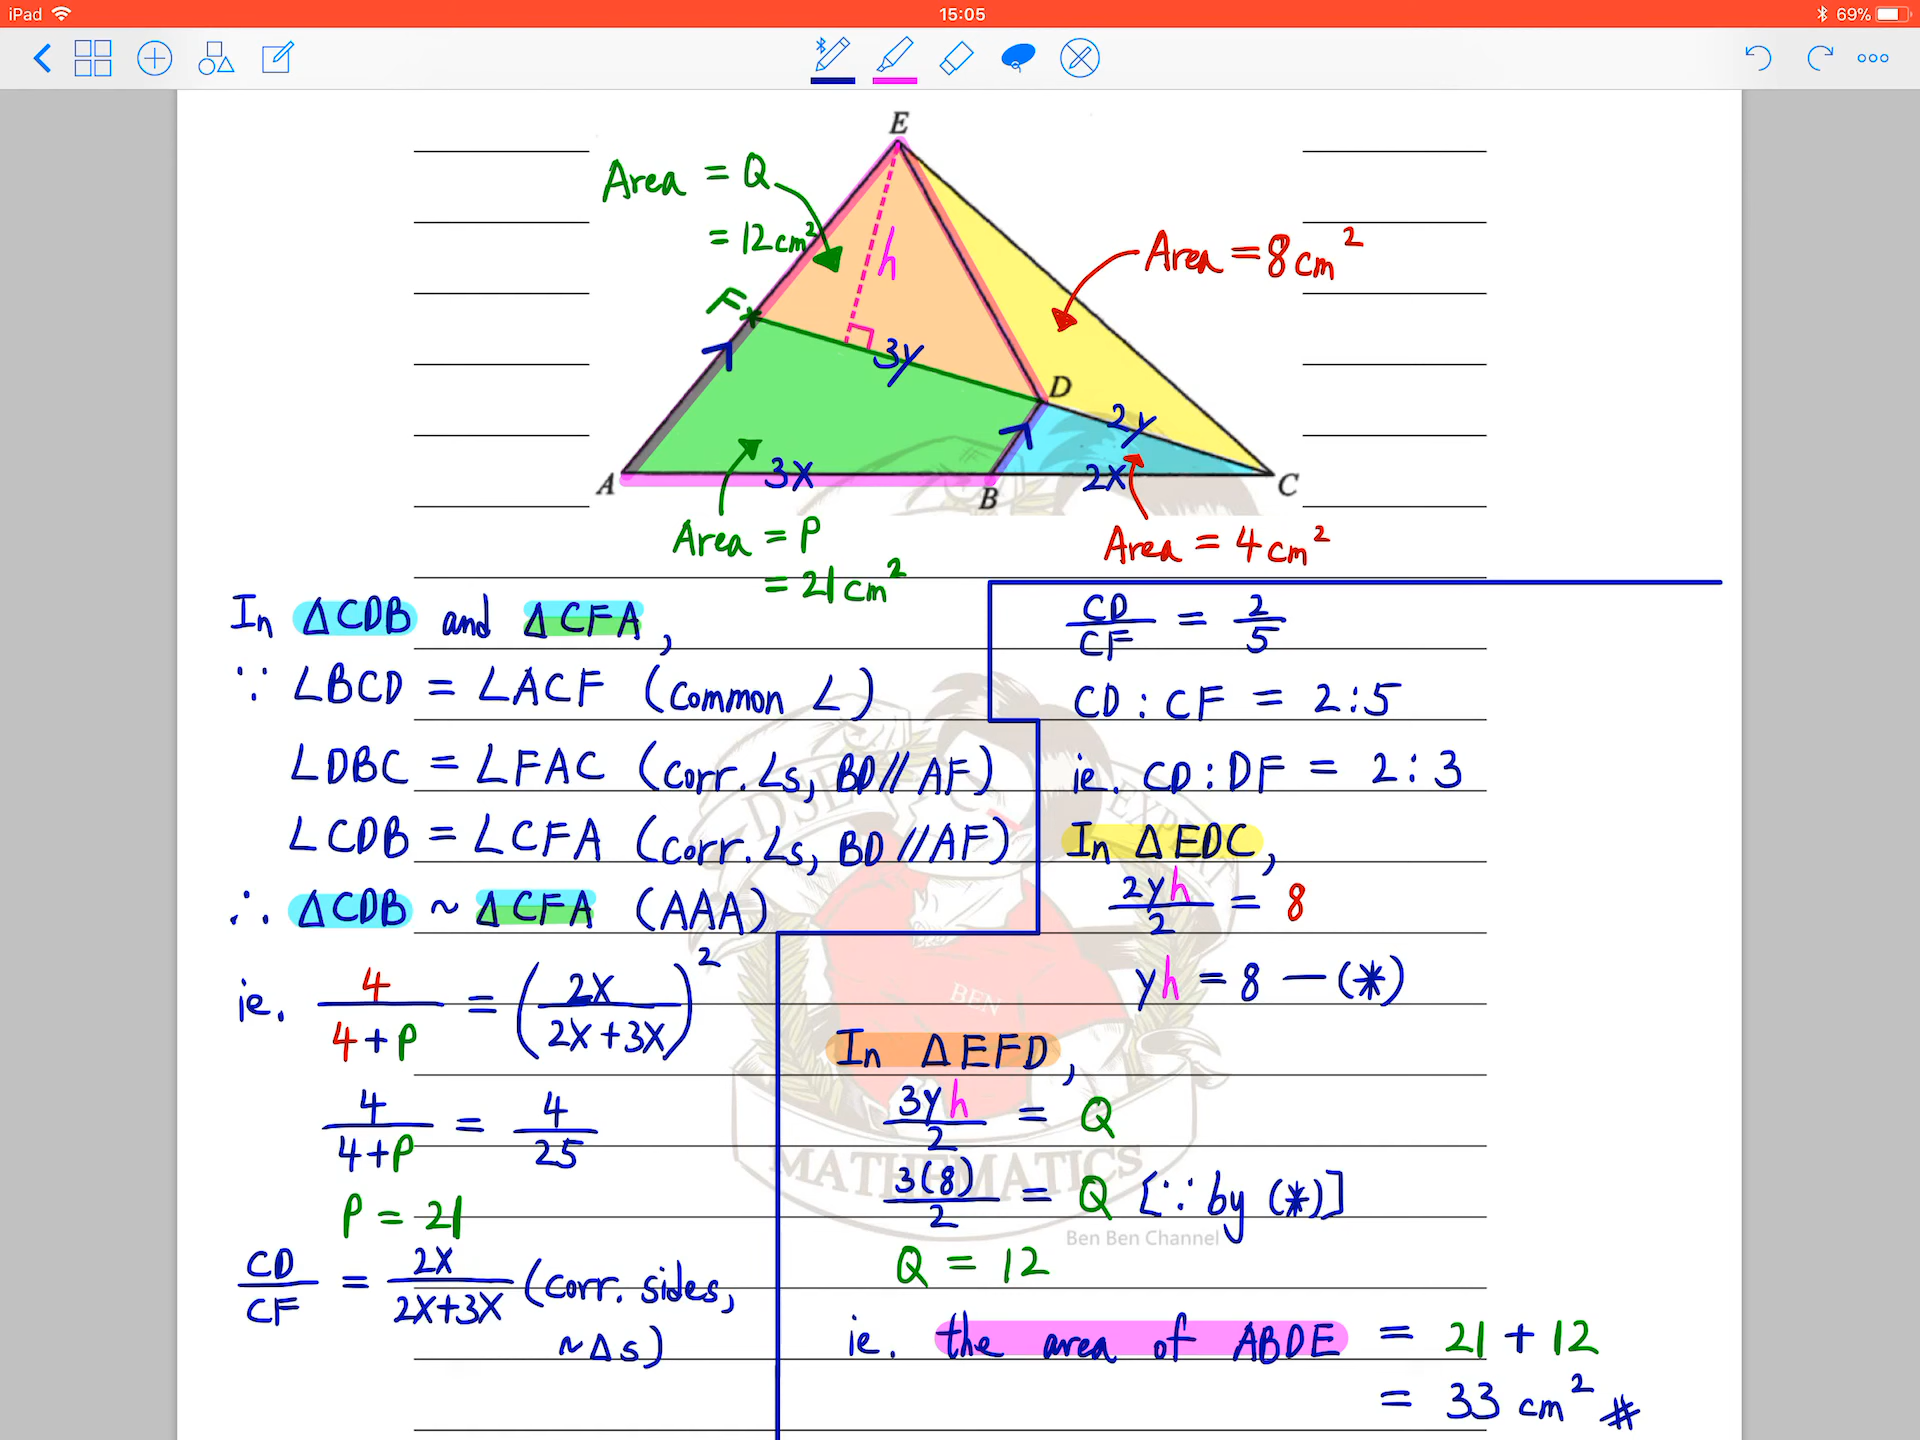 iPad
15:05
69%
E
Area = Q
= 12cm²
h
Area = 8cm²
F
3y
D
2y
A
3x
B
2x
C
Area = P
= 21cm²
Area = 4cm²
In △CDB and △CFA,
∵ ∠BCD = ∠ACF (Common ∠)
∠DBC = ∠FAC (corr. ∠s, BD//AF)
∠CDB = ∠CFA (corr. ∠s, BD//AF)
∴ △CDB ~ △CFA (AAA)
ie. 4/(4+P) = (2x/(2x+3x))²
4/(4+P) = 4/25
P = 21
CD/CF = 2x/(2x+3x) (corr. sides,
~△s)
CD/CF = 2/5
CD : CF = 2:5
ie. CD : DF = 2 : 3
In △EDC,
2yh/2 = 8
yh = 8 — (*)
In △EFD,
3yh/2 = Q
3(8)/2 = Q [∵ by (*)]
Q = 12
ie. the area of ABDE = 21 + 12
= 33 cm² #
DSE
EXPERT
BEN
MATHEMATICS
Ben Ben Channel